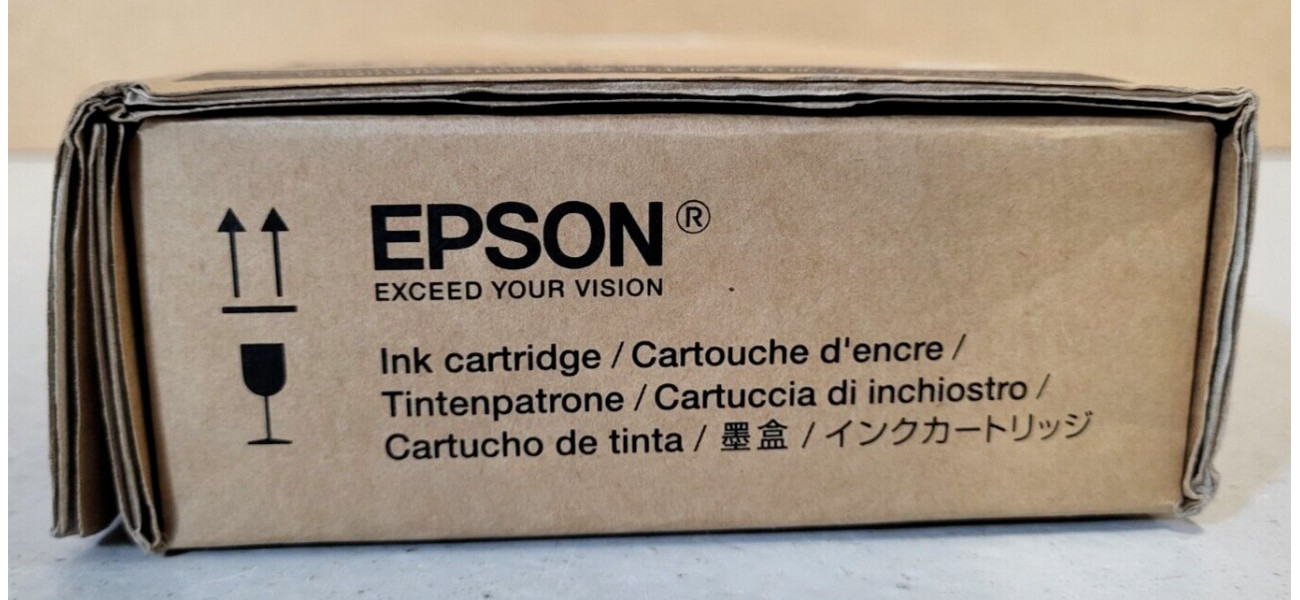 EPSON®
EXCEED YOUR VISION
Ink cartridge / Cartouche d'encre /
Tintenpatrone / Cartuccia di inchiostro /
Cartucho de tinta / 墨盒 / インクカートリッジ